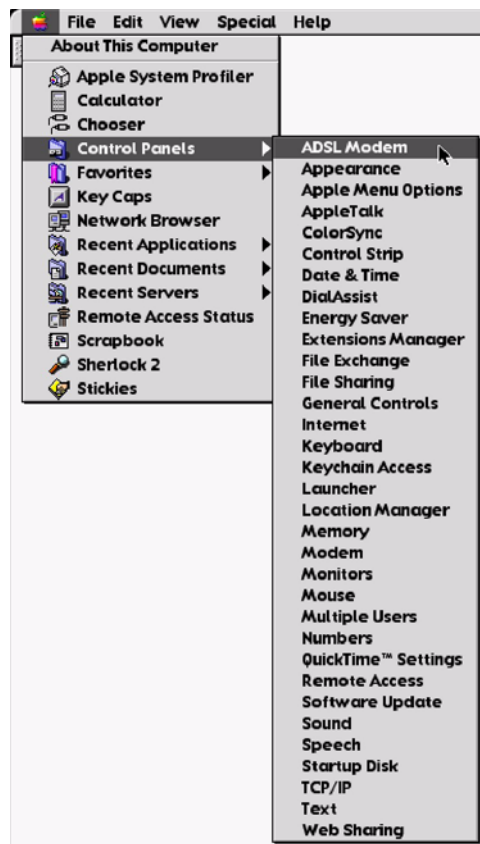 File Edit View Special Help
About This Computer
Apple System Profiler
Calculator
Chooser
Control Panels
Favorites
Key Caps
Network Browser
Recent Applications
Recent Documents
Recent Servers
Remote Access Status
Scrapbook
Sherlock 2
Stickies
ADSL Modem
Appearance
Apple Menu Options
AppleTalk
ColorSync
Control Strip
Date & Time
DialAssist
Energy Saver
Extensions Manager
File Exchange
File Sharing
General Controls
Internet
Keyboard
Keychain Access
Launcher
Location Manager
Memory
Modem
Monitors
Mouse
Multiple Users
Numbers
QuickTime™ Settings
Remote Access
Software Update
Sound
Speech
Startup Disk
TCP/IP
Text
Web Sharing